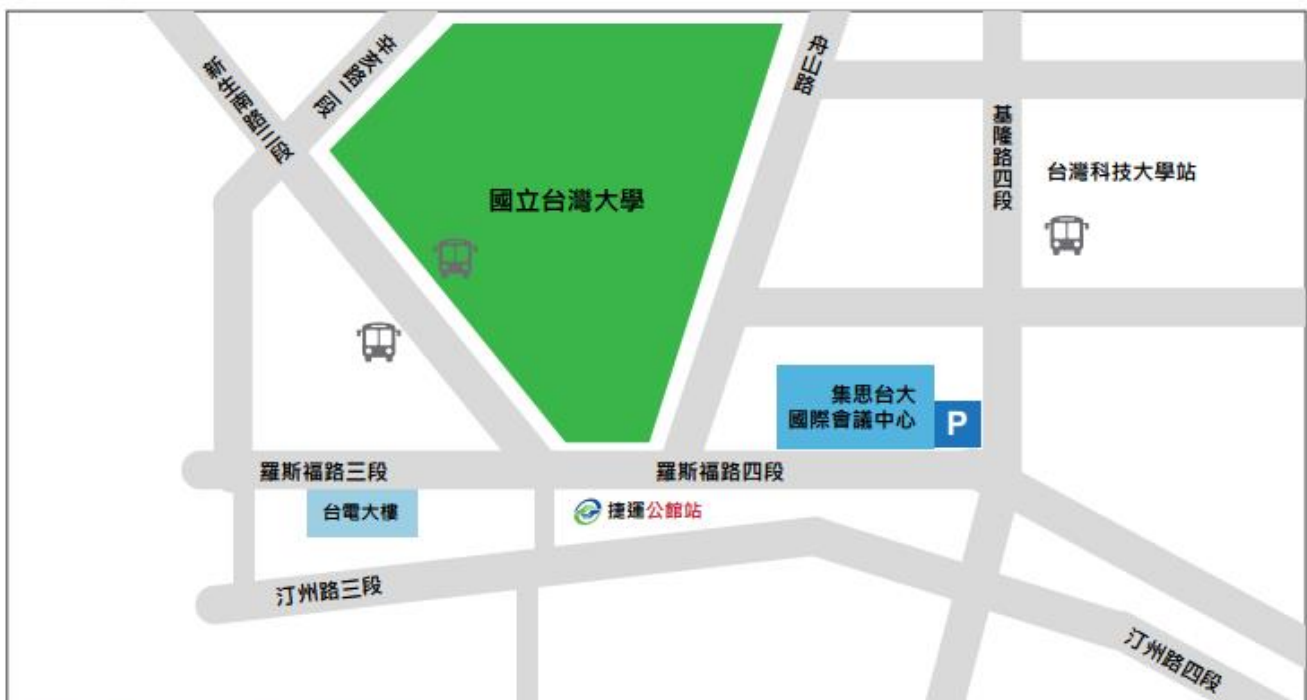 辛亥路二段
新生南路三段
舟山路
基隆路四段
台灣科技大學站
國立台灣大學
集思台大
國際會議中心
P
羅斯福路三段
羅斯福路四段
台電大樓
捷運公館站
汀州路三段
汀州路四段